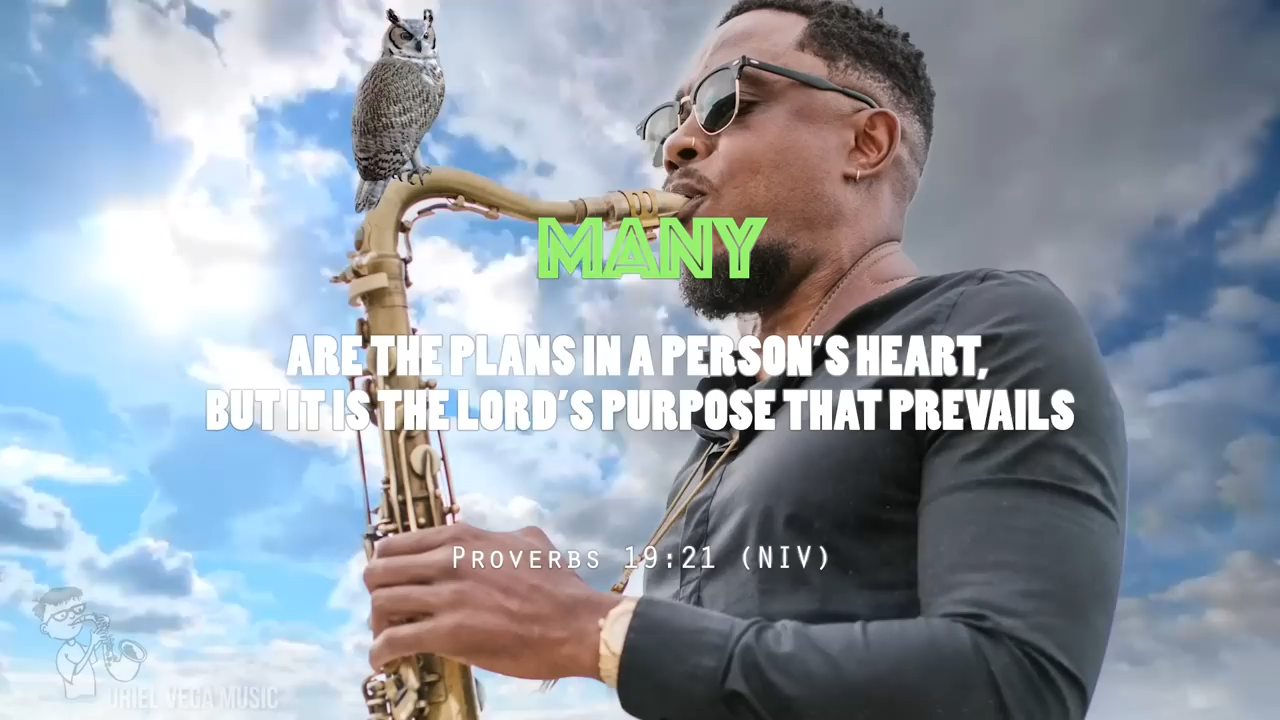 MANY
ARE THE PLANS IN A PERSON'S HEART,
BUT IT IS THE LORD'S PURPOSE THAT PREVAILS
Proverbs 19:21 (NIV)
URIEL VEGA MUSIC